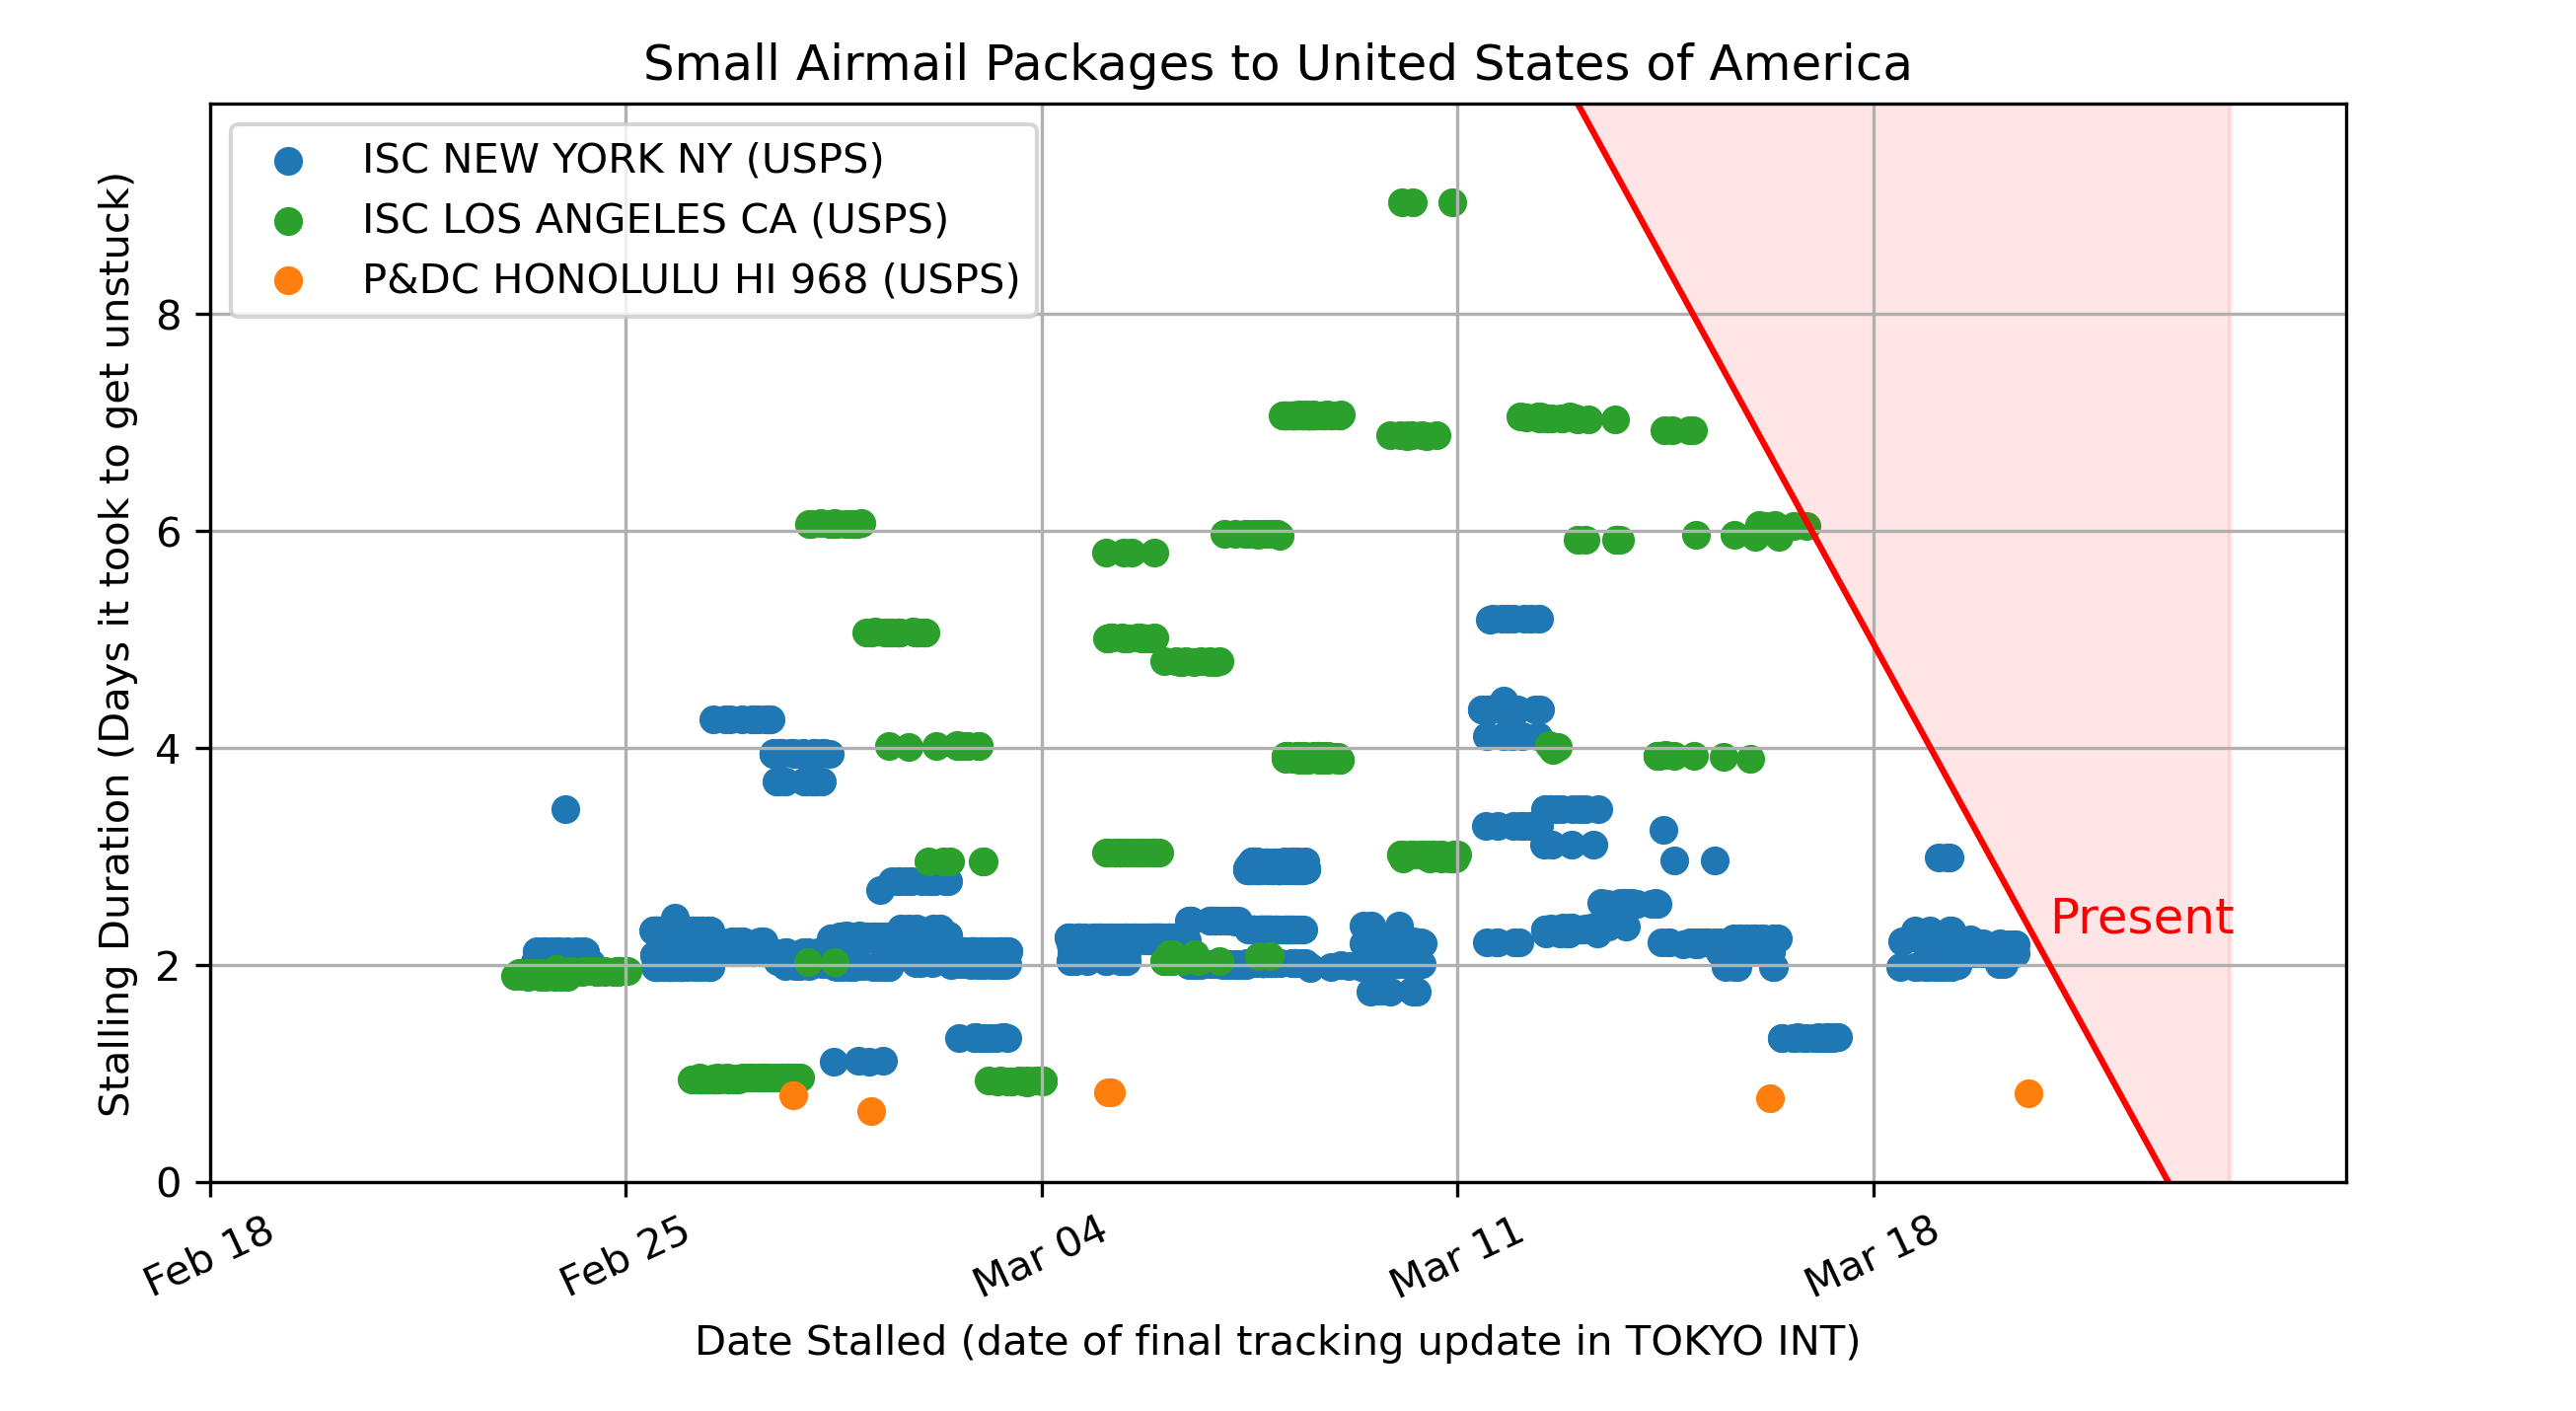 Small Airmail Packages to United States of America
ISC NEW YORK NY (USPS)
ISC LOS ANGELES CA (USPS)
P&DC HONOLULU HI 968 (USPS)
Stalling Duration (Days it took to get unstuck)
8
6
4
2
0
Present
Feb 18
Feb 25
Mar 04
Mar 11
Mar 18
Date Stalled (date of final tracking update in TOKYO INT)